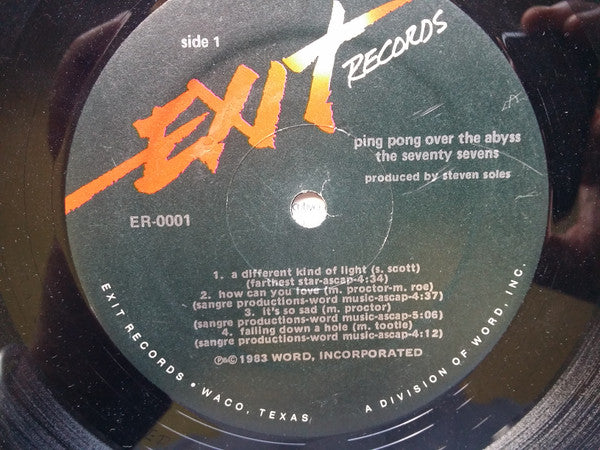 side 1
EXIT
RECORDS
ping pong over the abyss
the seventy sevens
produced by steven soles
ER-0001
1. a different kind of light (s. scott)
(farthest star-ascap-4:34)
2. how can you love (m. proctor-m. roe)
(sangre productions-word music-ascap-4:37)
3. it's so sad (m. proctor)
(sangre productions-word music-ascap-5:06)
4. falling down a hole (m. tootle)
(sangre productions-word music-ascap-4:12)
℗©1983 WORD, INCORPORATED
EXIT RECORDS • WACO, TEXAS A DIVISION OF WORD, INC.